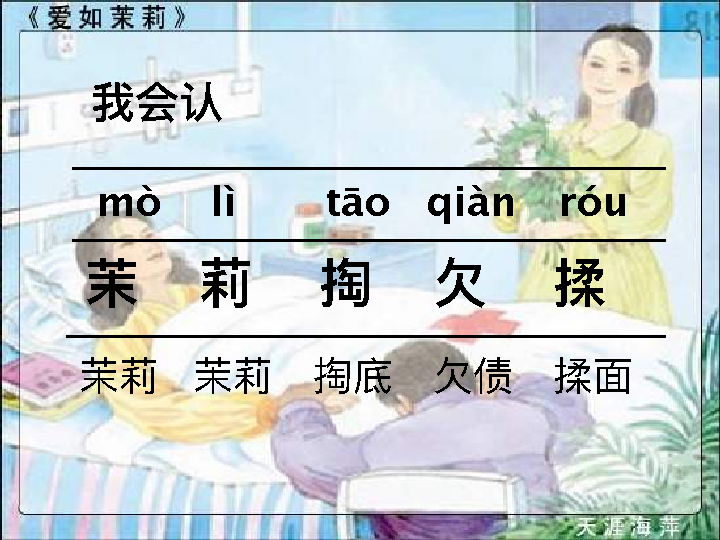 《爱如茉莉》
我会认
mò lì tāo qiàn róu
茉 莉 掏 欠 揉
茉莉 茉莉 掏底 欠债 揉面
天涯海萍